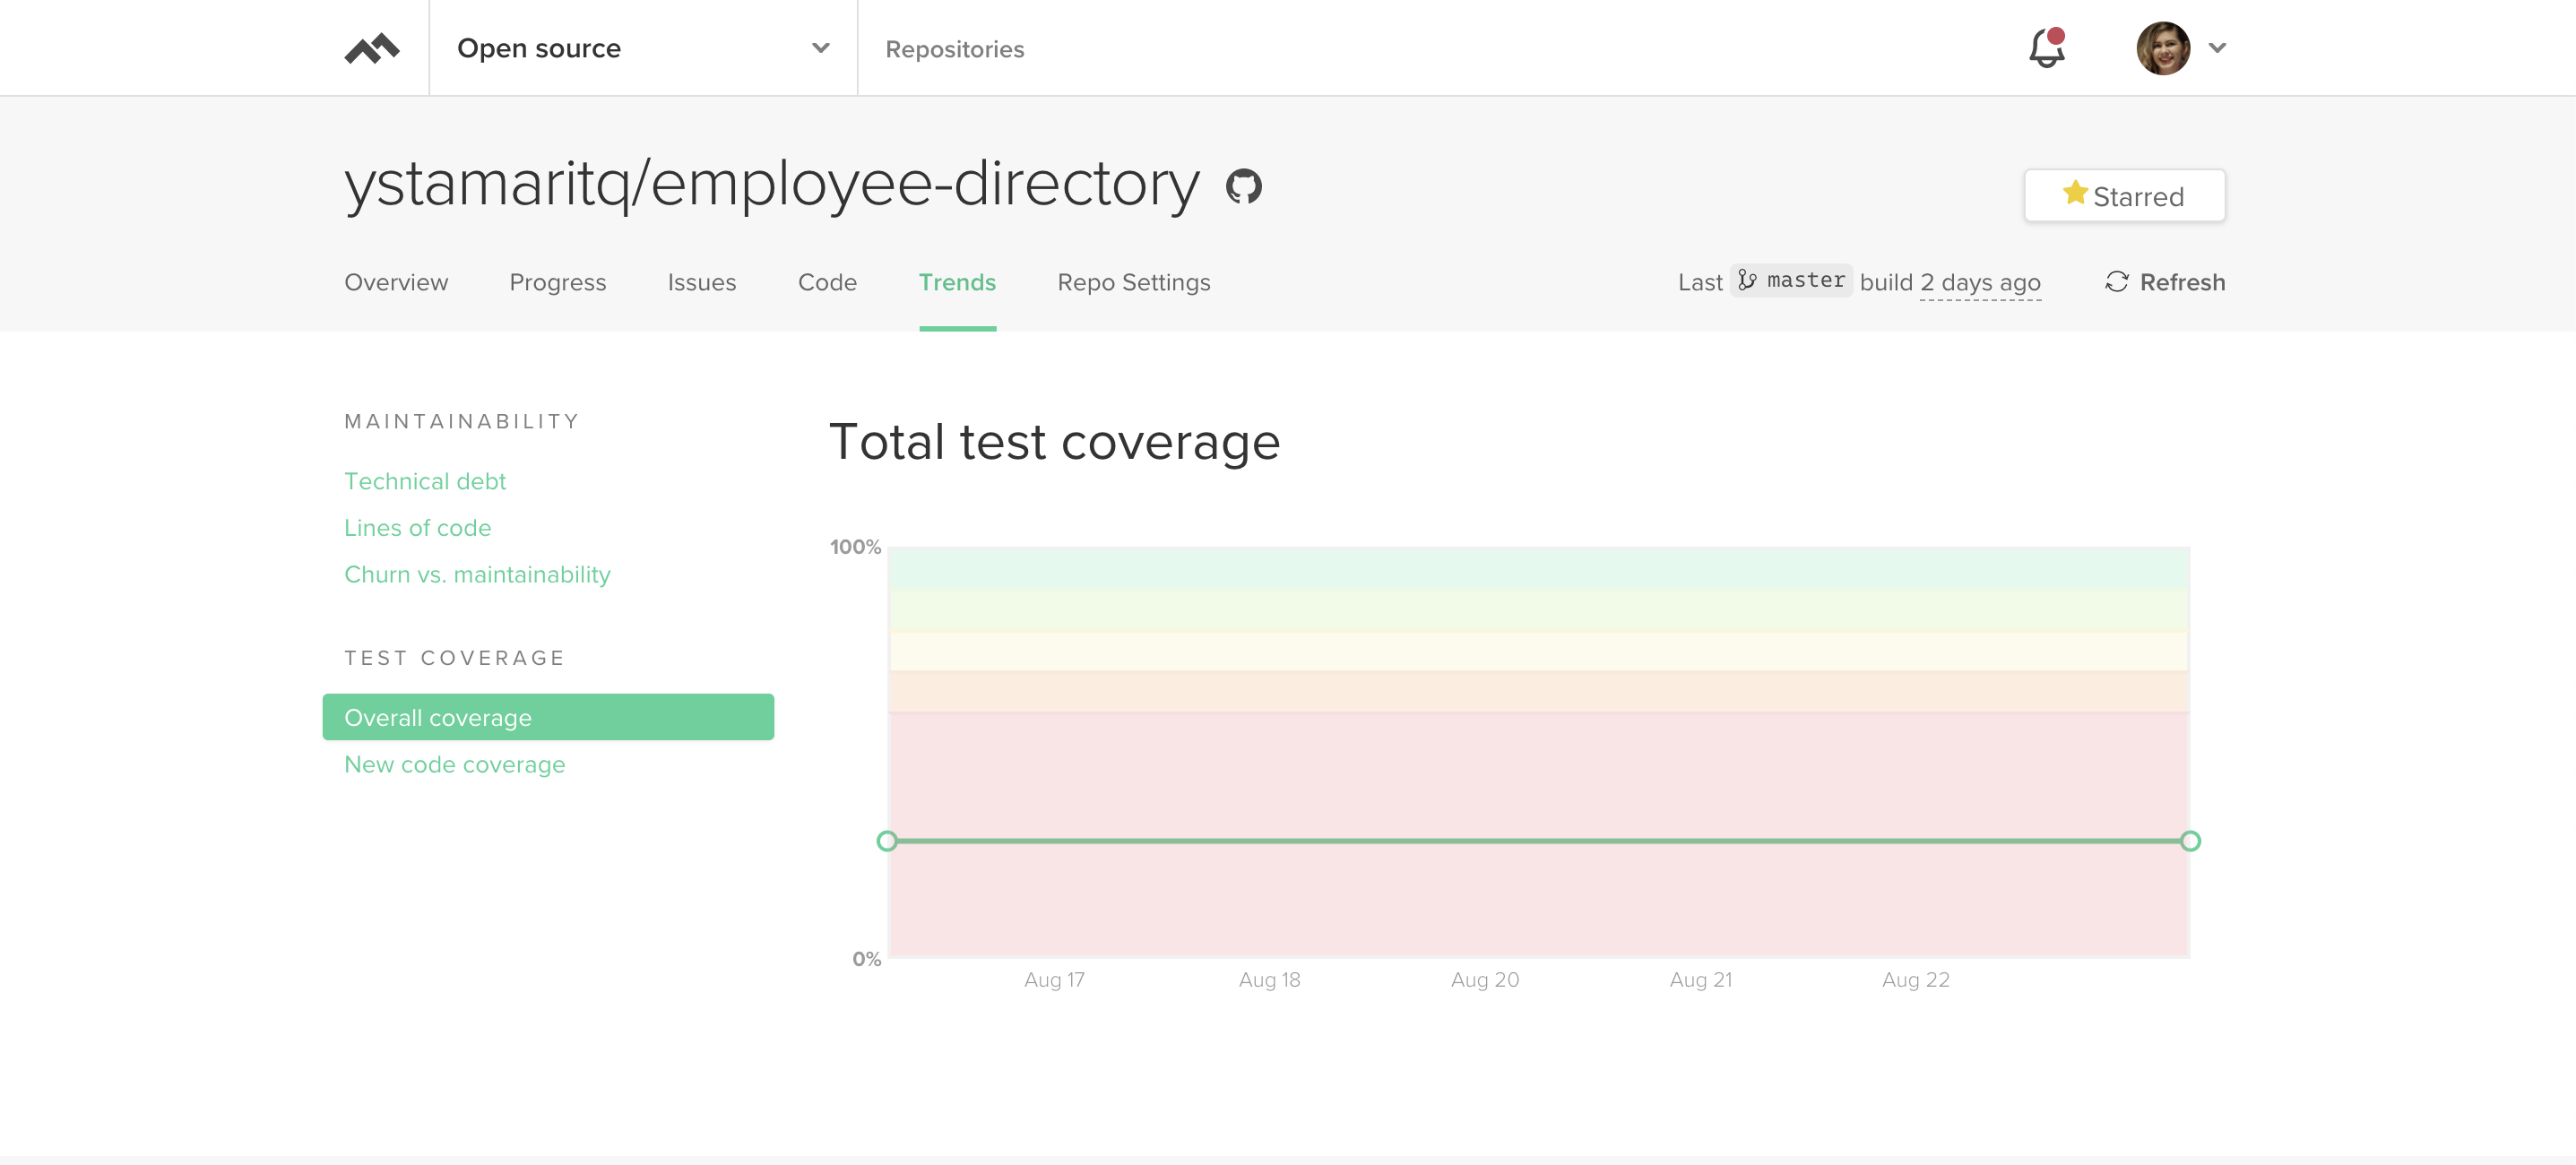 Open source
Repositories
ystamaritq/employee-directory
Starred
Overview Progress Issues Code Trends Repo Settings
Last master build 2 days ago
Refresh
MAINTAINABILITY
Technical debt
Lines of code
Churn vs. maintainability
TEST COVERAGE
Overall coverage
New code coverage
Total test coverage
100%
0%
Aug 17 Aug 18 Aug 20 Aug 21 Aug 22